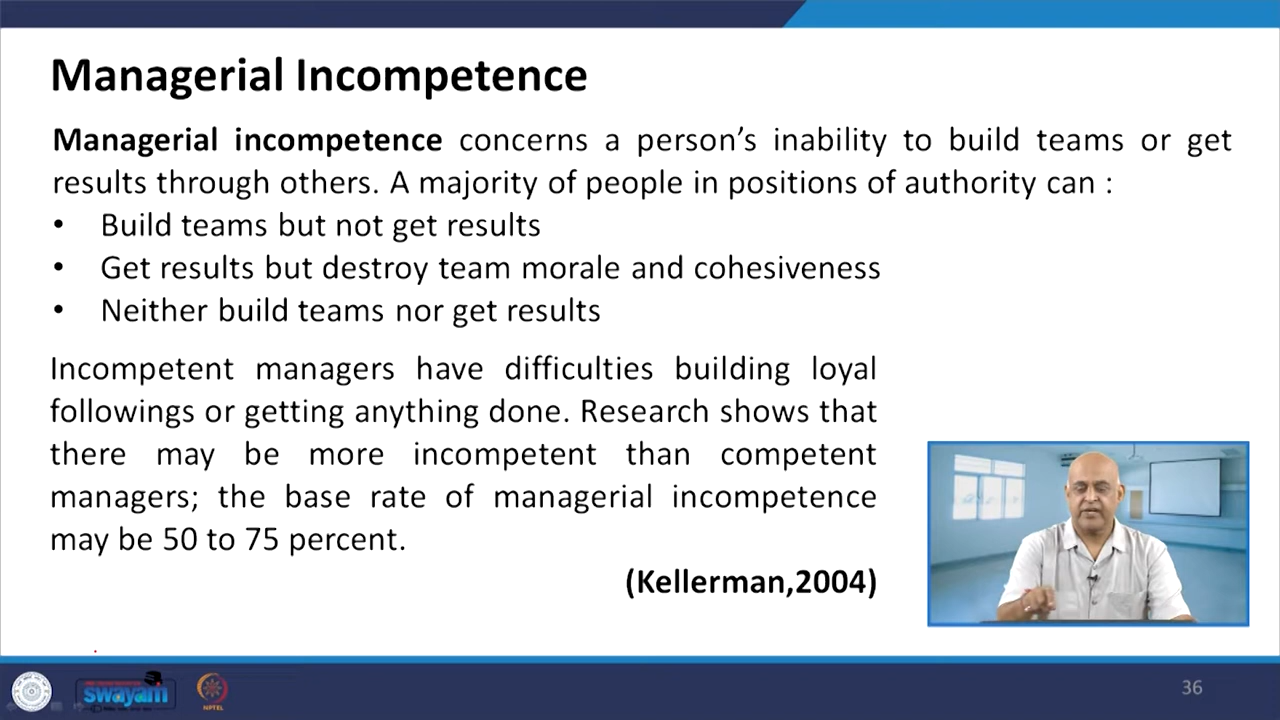 Managerial Incompetence
Managerial incompetence concerns a person’s inability to build teams or get
results through others. A majority of people in positions of authority can :
• Build teams but not get results
• Get results but destroy team morale and cohesiveness
• Neither build teams nor get results
Incompetent managers have difficulties building loyal
followings or getting anything done. Research shows that
there may be more incompetent than competent
managers; the base rate of managerial incompetence
may be 50 to 75 percent.
(Kellerman,2004)
swayam
NPTEL
36